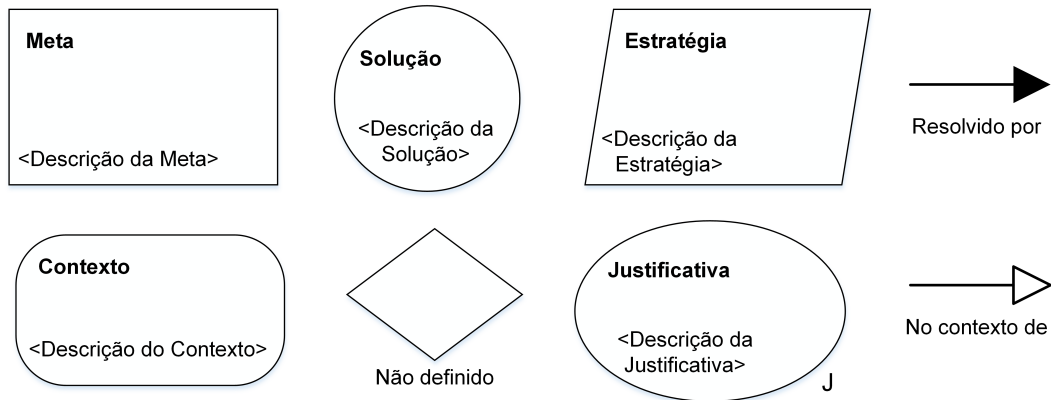 Meta
<Descrição da Meta>
Solução
<Descrição da
Solução>
Estratégia
<Descrição da
Estratégia>
Resolvido por
Contexto
<Descrição do Contexto>
Não definido
Justificativa
<Descrição da
Justificativa>
J
No contexto de